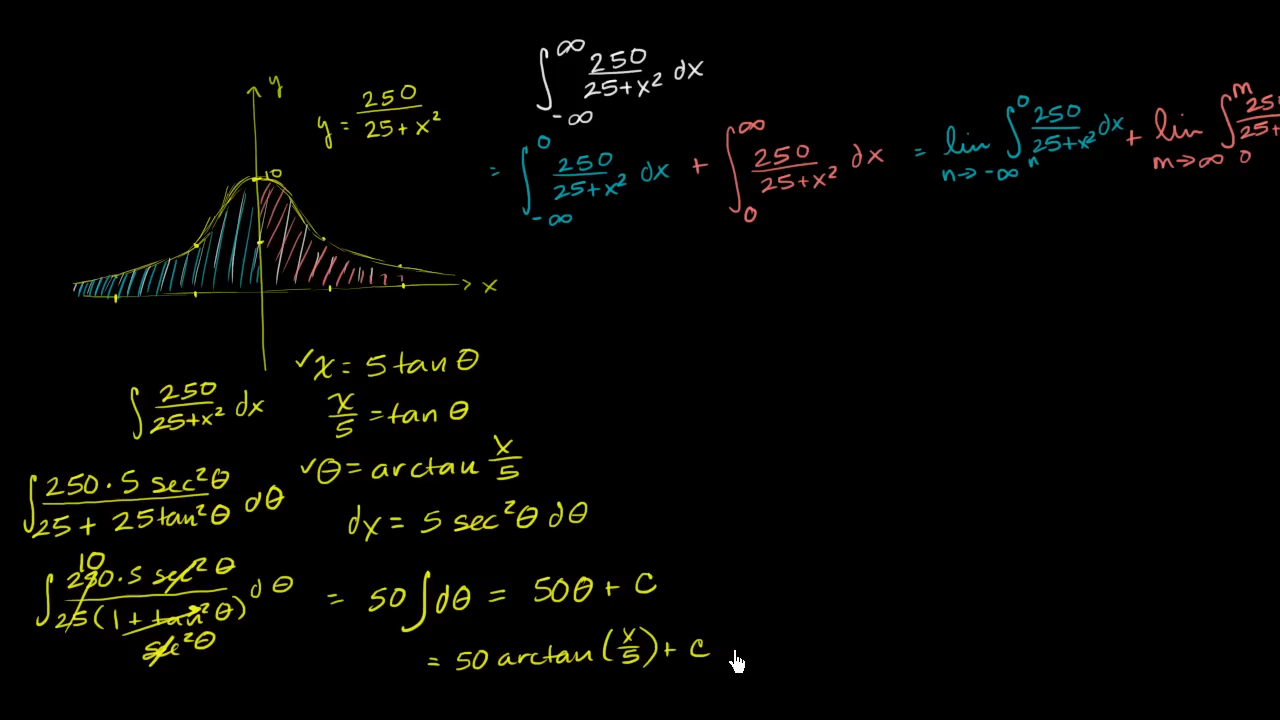 y
y = 250/(25 + x²)
10
x
∫_{-∞}^{∞} 250/(25+x²) dx
= ∫_{-∞}^{0} 250/(25+x²) dx + ∫_{0}^{∞} 250/(25+x²) dx = lim_{n→-∞} ∫_{n}^{0} 250/(25+x²) dx + lim_{m→∞} ∫_{0}^{m} 25
25+
∫ 250/(25+x²) dx
✓x = 5 tan θ
x/5 = tan θ
✓θ = arctan x/5
dx = 5 sec²θ dθ
∫ (250 · 5 sec²θ)/(25 + 25tan²θ) dθ
10
∫ (250 · 5 sec²θ)/(25(1 + tan²θ)) dθ = 50 ∫ dθ = 50θ + C
sec²θ
= 50 arctan(x/5) + C